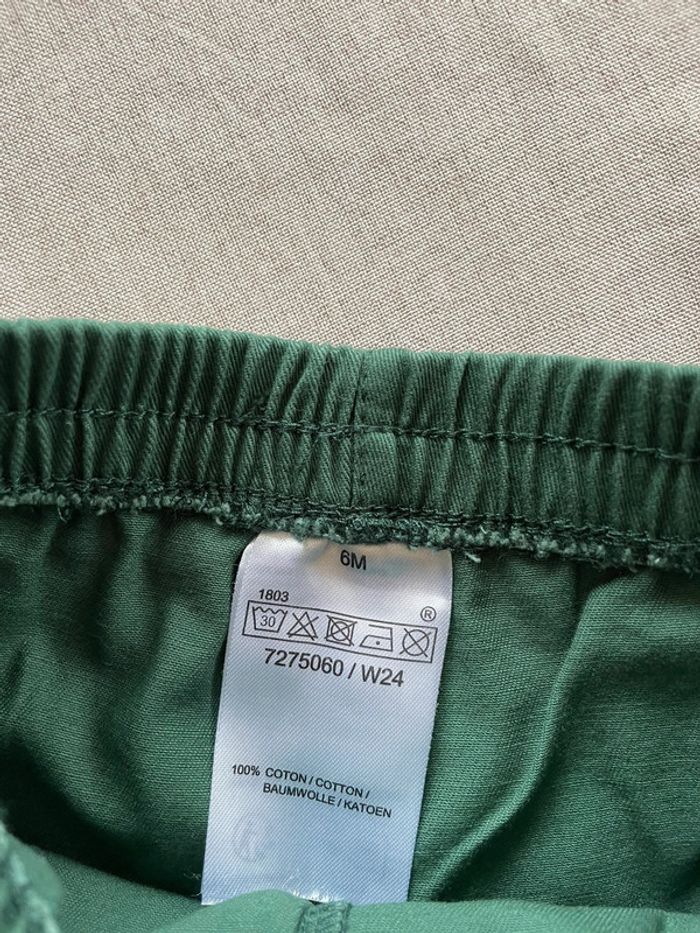 6M
1803
®
30
7275060 / W24
100% COTON / COTTON /
BAUMWOLLE / KATOEN